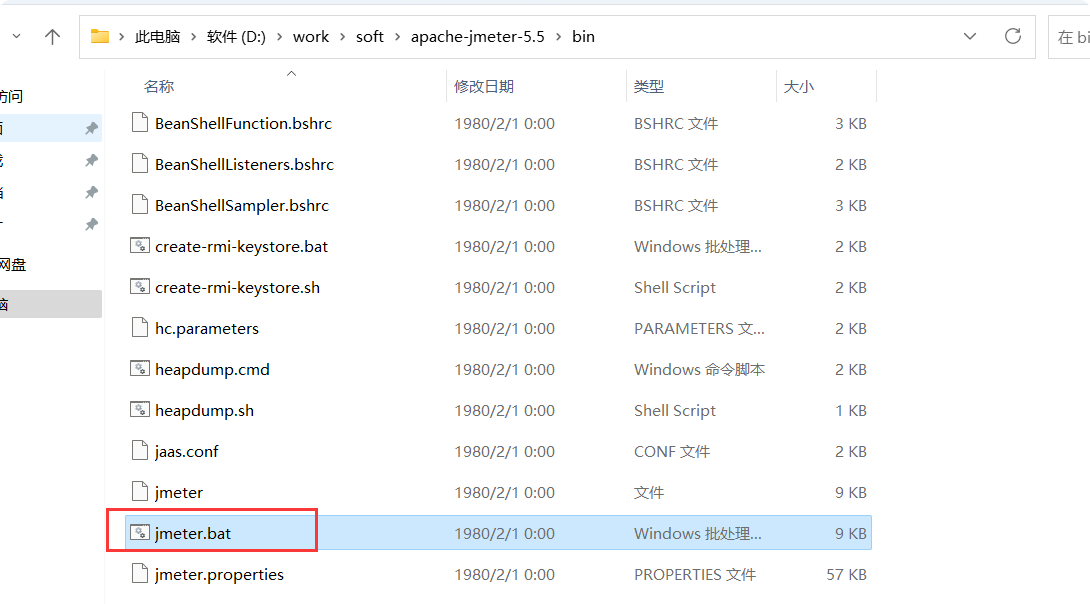 此电脑 > 软件 (D:) > work > soft > apache-jmeter-5.5 > bin
在 bi
访问
网盘
名称 修改日期 类型 大小
BeanShellFunction.bshrc 1980/2/1 0:00 BSHRC 文件 3 KB
BeanShellListeners.bshrc 1980/2/1 0:00 BSHRC 文件 2 KB
BeanShellSampler.bshrc 1980/2/1 0:00 BSHRC 文件 3 KB
create-rmi-keystore.bat 1980/2/1 0:00 Windows 批处理... 2 KB
create-rmi-keystore.sh 1980/2/1 0:00 Shell Script 2 KB
hc.parameters 1980/2/1 0:00 PARAMETERS 文... 2 KB
heapdump.cmd 1980/2/1 0:00 Windows 命令脚本 2 KB
heapdump.sh 1980/2/1 0:00 Shell Script 1 KB
jaas.conf 1980/2/1 0:00 CONF 文件 2 KB
jmeter 1980/2/1 0:00 文件 9 KB
jmeter.bat 1980/2/1 0:00 Windows 批处理... 9 KB
jmeter.properties 1980/2/1 0:00 PROPERTIES 文件 57 KB